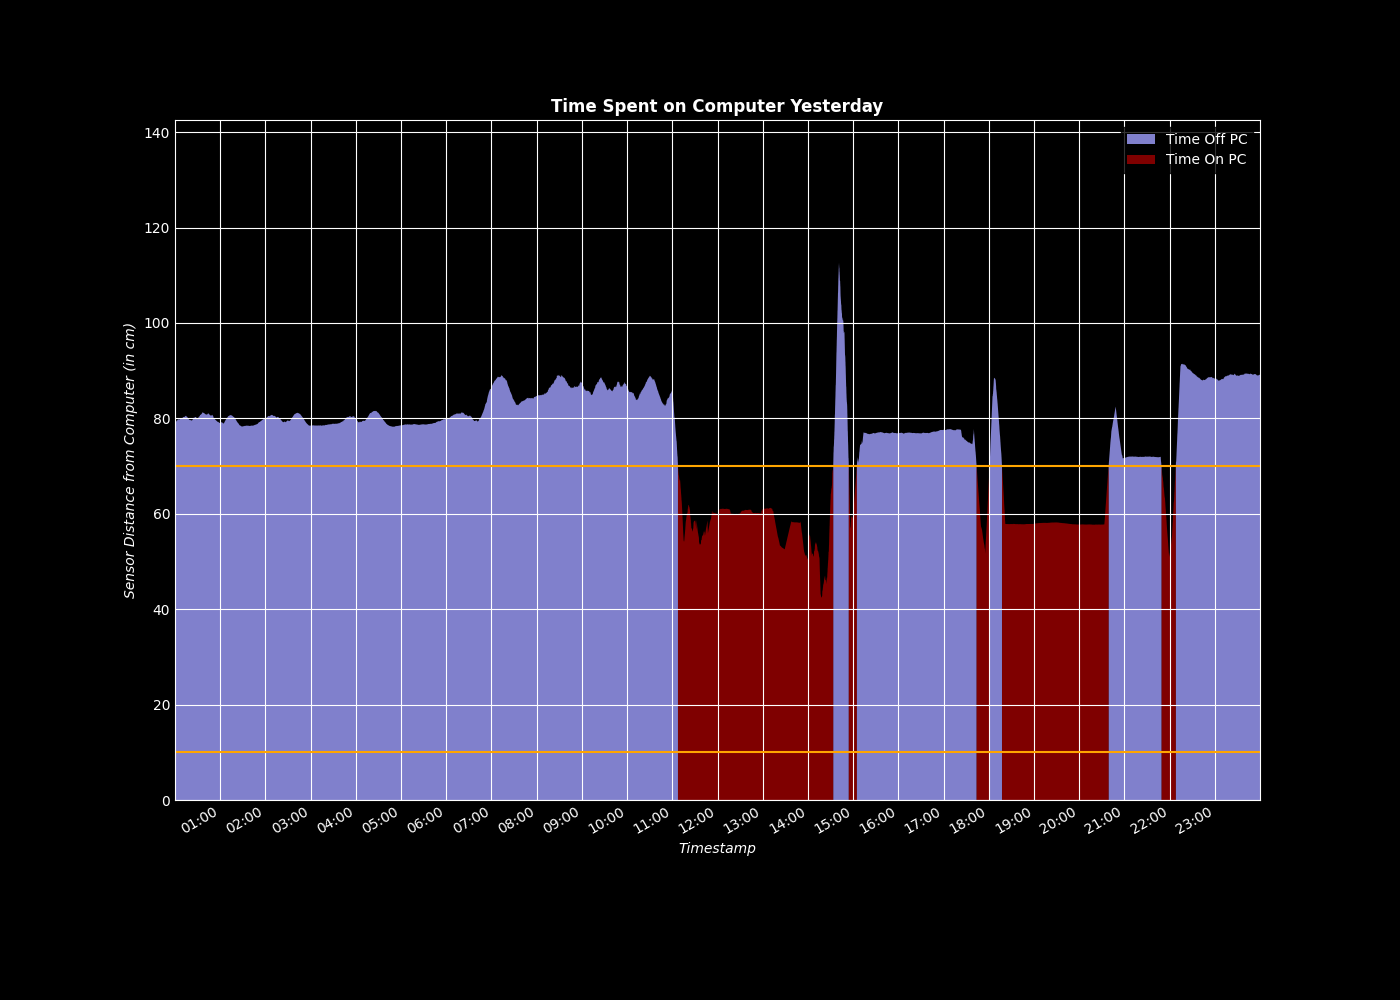 Time Spent on Computer Yesterday
Time Off PC
Time On PC
Sensor Distance from Computer (in cm)
140
120
100
80
60
40
20
0
01:00 02:00 03:00 04:00 05:00 06:00 07:00 08:00 09:00 10:00 11:00 12:00 13:00 14:00 15:00 16:00 17:00 18:00 19:00 20:00 21:00 22:00 23:00
Timestamp